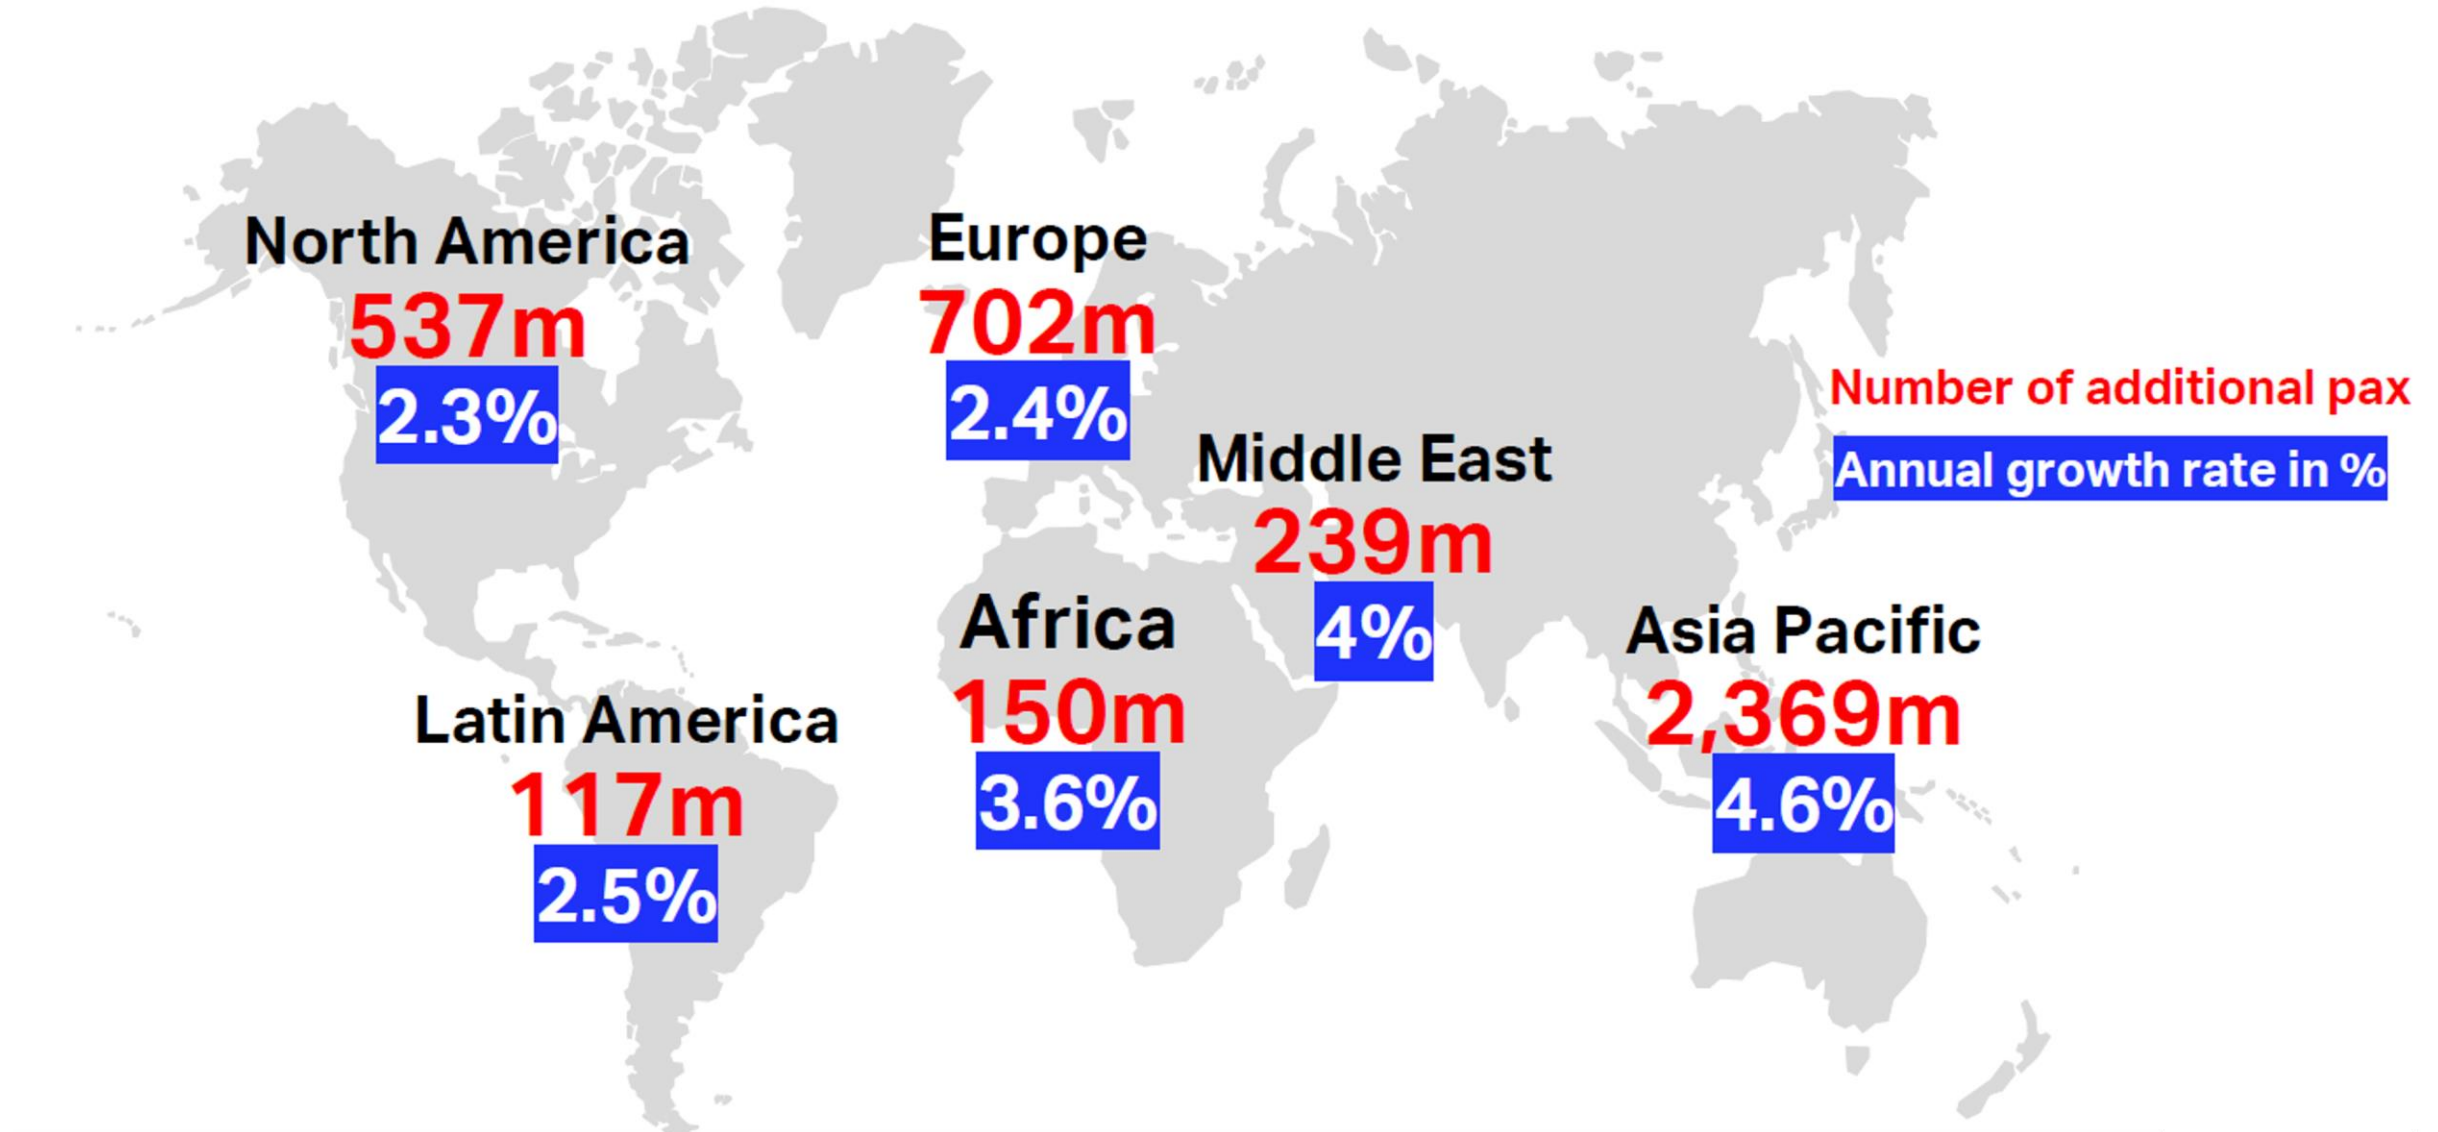 North America
537m
2.3%
Europe
702m
2.4%
Number of additional pax
Annual growth rate in %
Middle East
239m
4%
Africa
150m
3.6%
Asia Pacific
2,369m
4.6%
Latin America
117m
2.5%